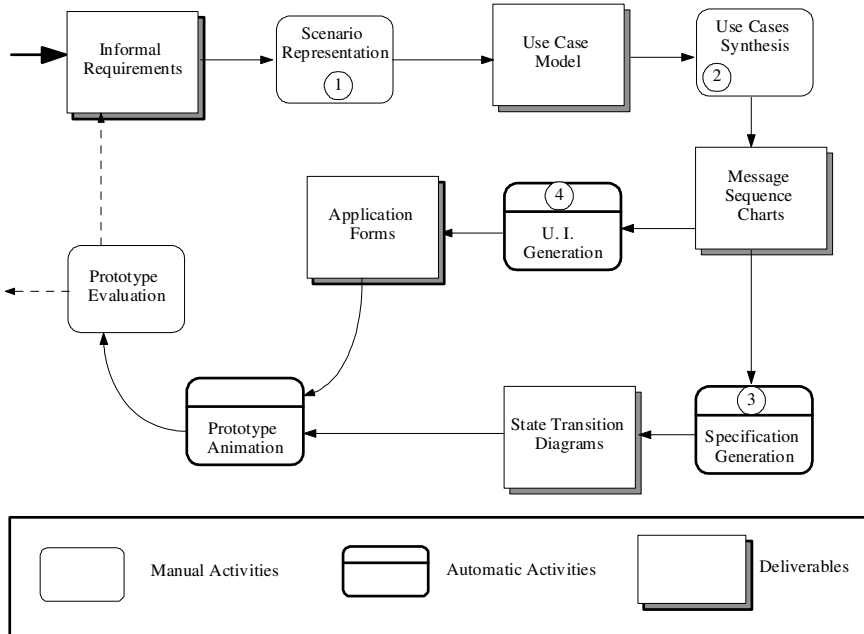 Informal
Requirements
Scenario
Representation
1
Use Case
Model
Use Cases
Synthesis
2
Message
Sequence
Charts
4
U. I.
Generation
Application
Forms
Prototype
Evaluation
Prototype
Animation
State Transition
Diagrams
3
Specification
Generation
Manual Activities
Automatic Activities
Deliverables